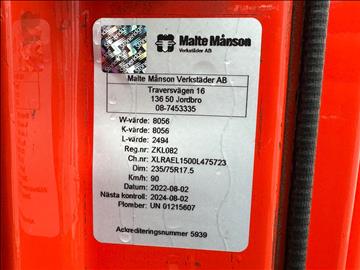 Malte Månson
Verkstäder AB
Malte Månson Verkstäder AB
Traversvägen 16
136 50 Jordbro
08-7453335
W-värde: 8056
K-värde: 8056
L-värde: 2494
Reg.nr: ZKL082
Ch.nr: XLRAEL1500L475723
Dim: 235/75R17.5
Km/h: 90
Datum: 2022-08-02
Nästa kontroll: 2024-08-02
Plomber: UN 01215607
Ackrediteringsnummer 5939